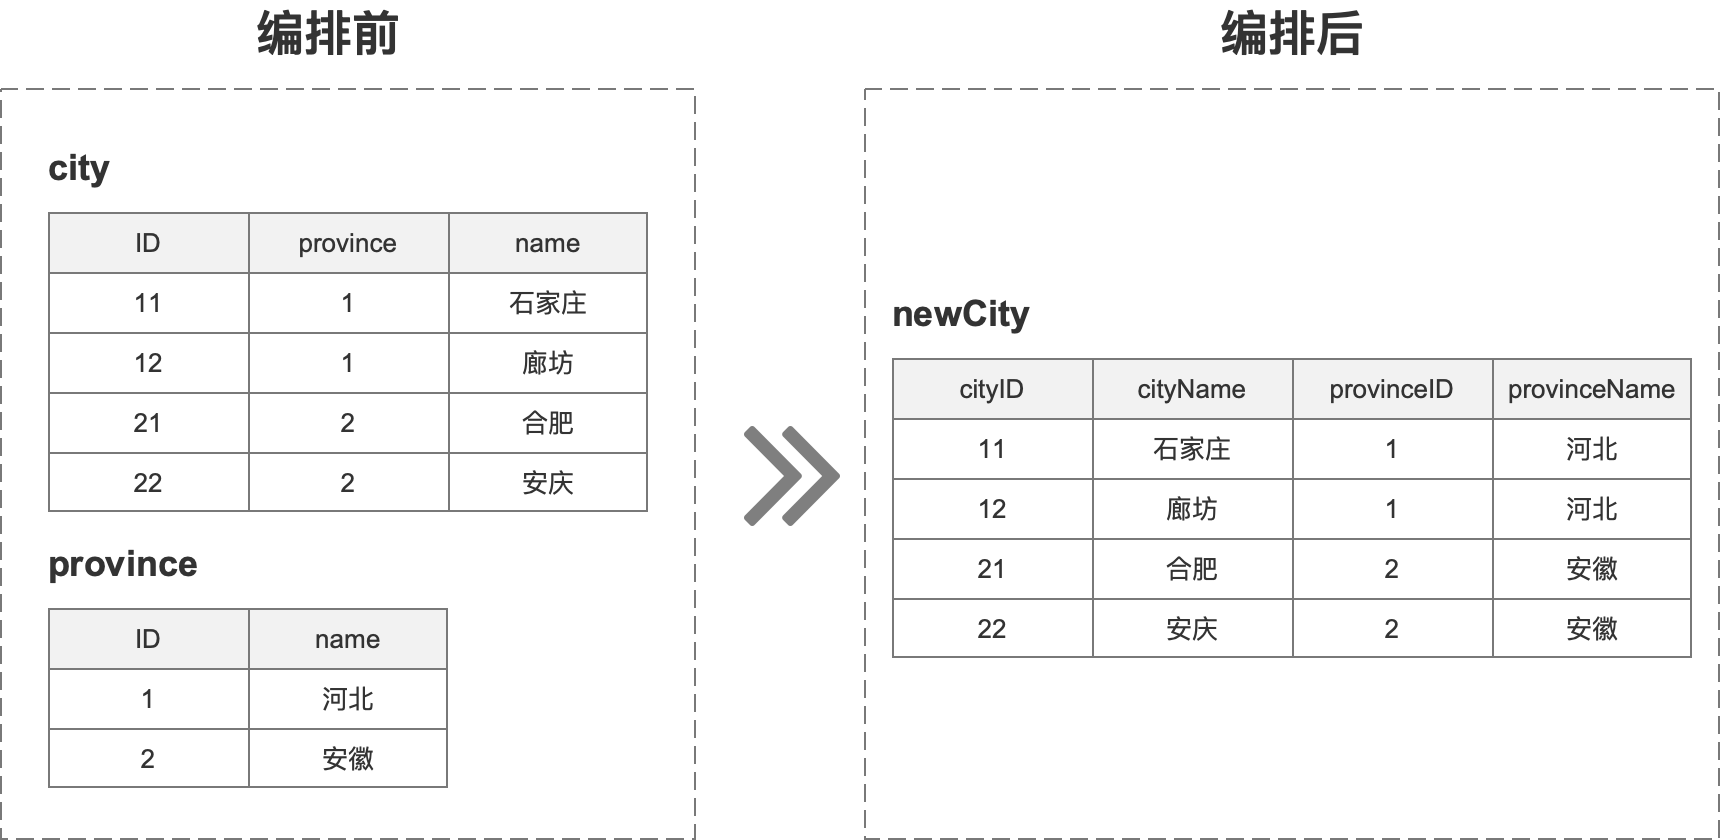 编排前
city
ID province name
11 1 石家庄
12 1 廊坊
21 2 合肥
22 2 安庆
province
ID name
1 河北
2 安徽
编排后
newCity
cityID cityName provinceID provinceName
11 石家庄 1 河北
12 廊坊 1 河北
21 合肥 2 安徽
22 安庆 2 安徽